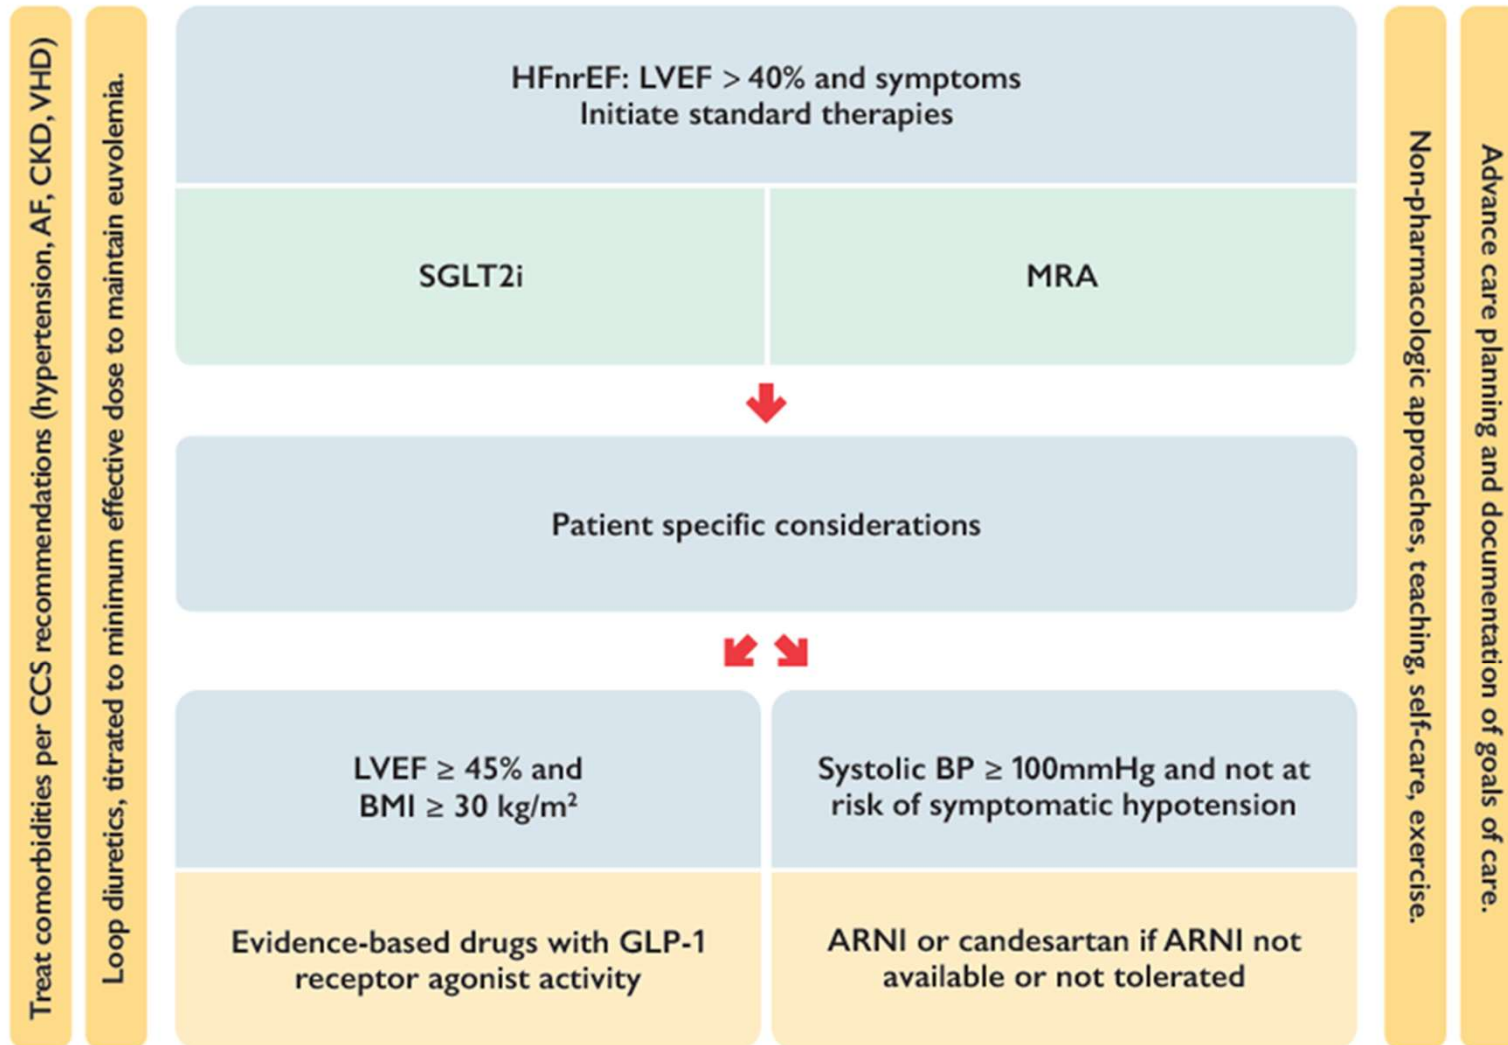 Treat comorbidities per CCS recommendations (hypertension, AF, CKD, VHD)
Loop diuretics, titrated to minimum effective dose to maintain euvolemia.
HFnrEF: LVEF > 40% and symptoms
Initiate standard therapies
SGLT2i
MRA
Patient specific considerations
LVEF ≥ 45% and
BMI ≥ 30 kg/m²
Systolic BP ≥ 100mmHg and not at
risk of symptomatic hypotension
Evidence-based drugs with GLP-1
receptor agonist activity
ARNI or candesartan if ARNI not
available or not tolerated
Non-pharmacologic approaches, teaching, self-care, exercise.
Advance care planning and documentation of goals of care.